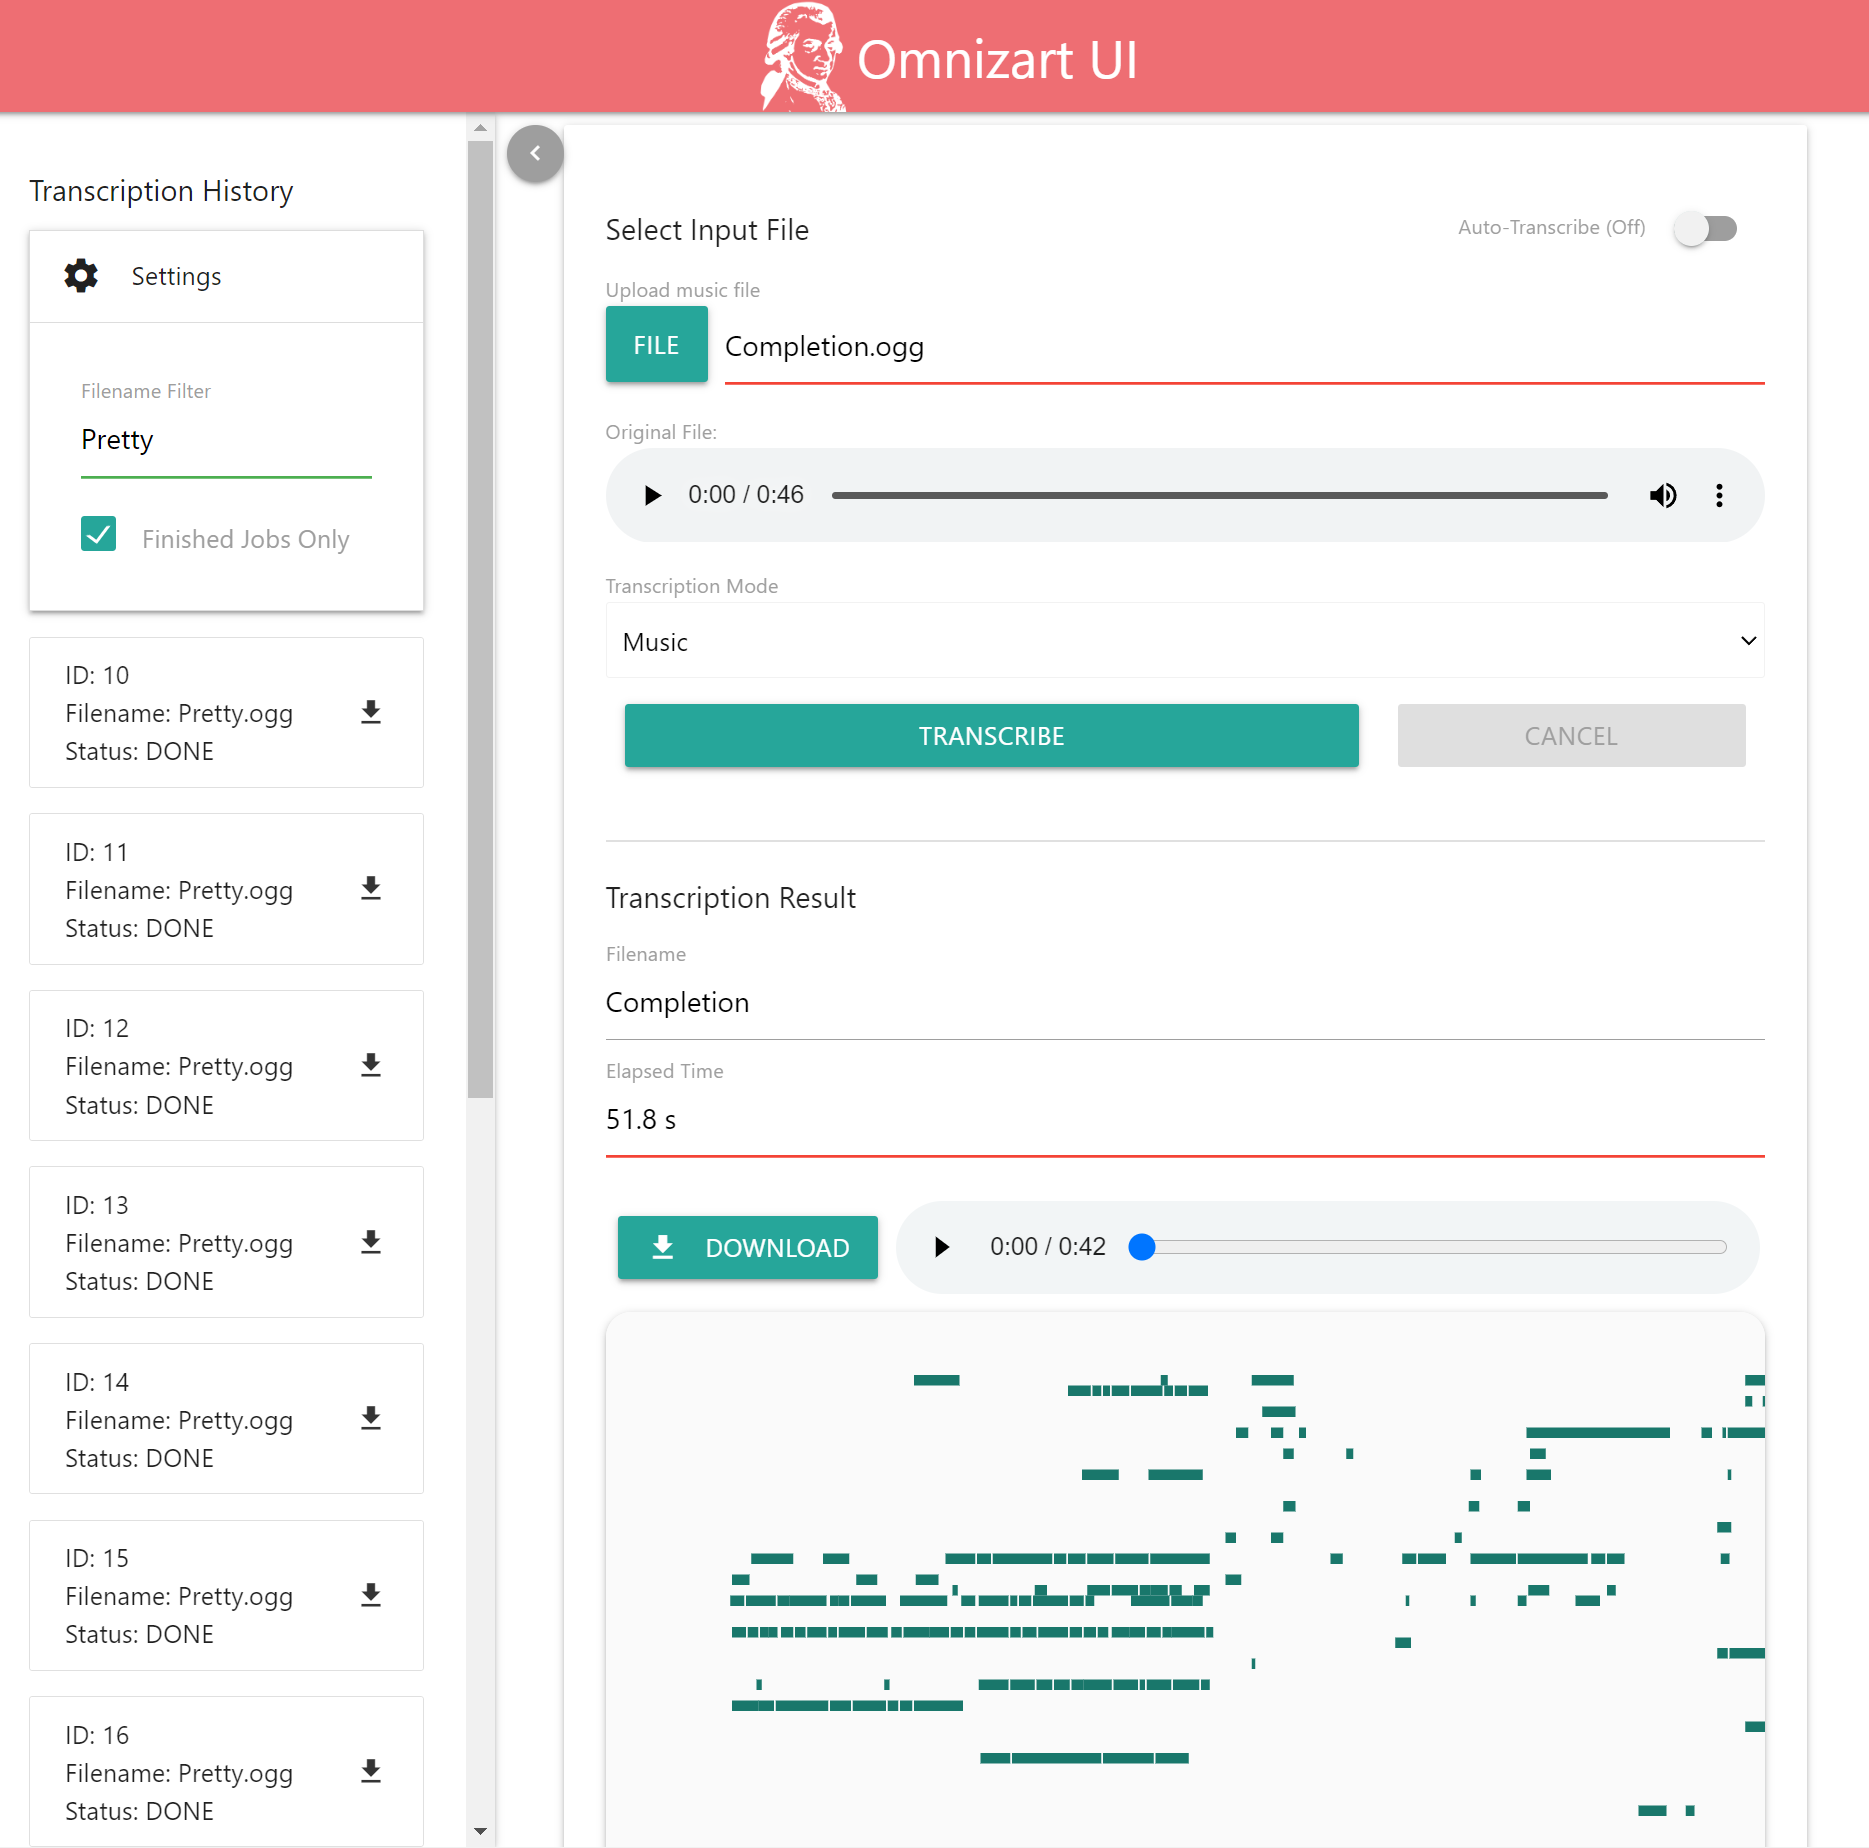 Omnizart UI
Transcription History
Settings
Filename Filter
Pretty
Finished Jobs Only
ID: 10
Filename: Pretty.ogg
Status: DONE
ID: 11
Filename: Pretty.ogg
Status: DONE
ID: 12
Filename: Pretty.ogg
Status: DONE
ID: 13
Filename: Pretty.ogg
Status: DONE
ID: 14
Filename: Pretty.ogg
Status: DONE
ID: 15
Filename: Pretty.ogg
Status: DONE
ID: 16
Filename: Pretty.ogg
Status: DONE
Select Input File
Auto-Transcribe (Off)
Upload music file
FILE
Completion.ogg
Original File:
0:00 / 0:46
Transcription Mode
Music
TRANSCRIBE
CANCEL
Transcription Result
Filename
Completion
Elapsed Time
51.8 s
DOWNLOAD
0:00 / 0:42